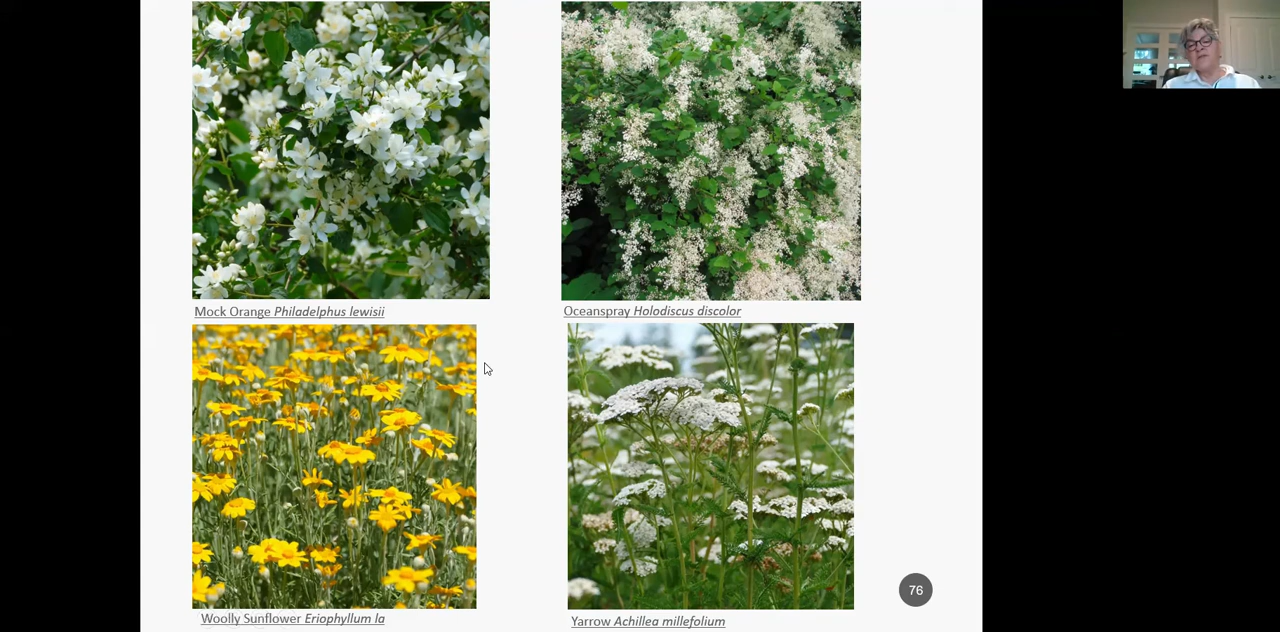 Mock Orange Philadelphus lewisii
Oceanspray Holodiscus discolor
Woolly Sunflower Eriophyllum la
Yarrow Achillea millefolium
76